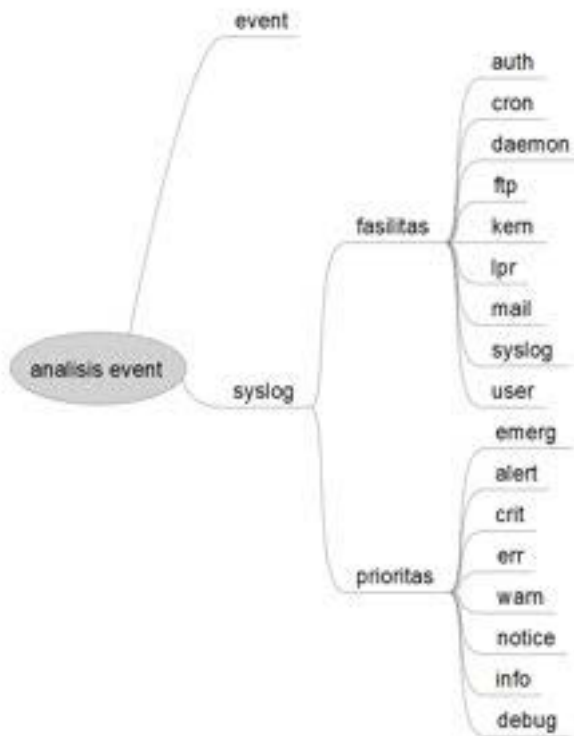 event
auth
cron
daemon
ftp
fasilitas
kern
lpr
mail
analisis event
syslog
syslog
user
emerg
alert
crit
err
prioritas
warn
notice
info
debug